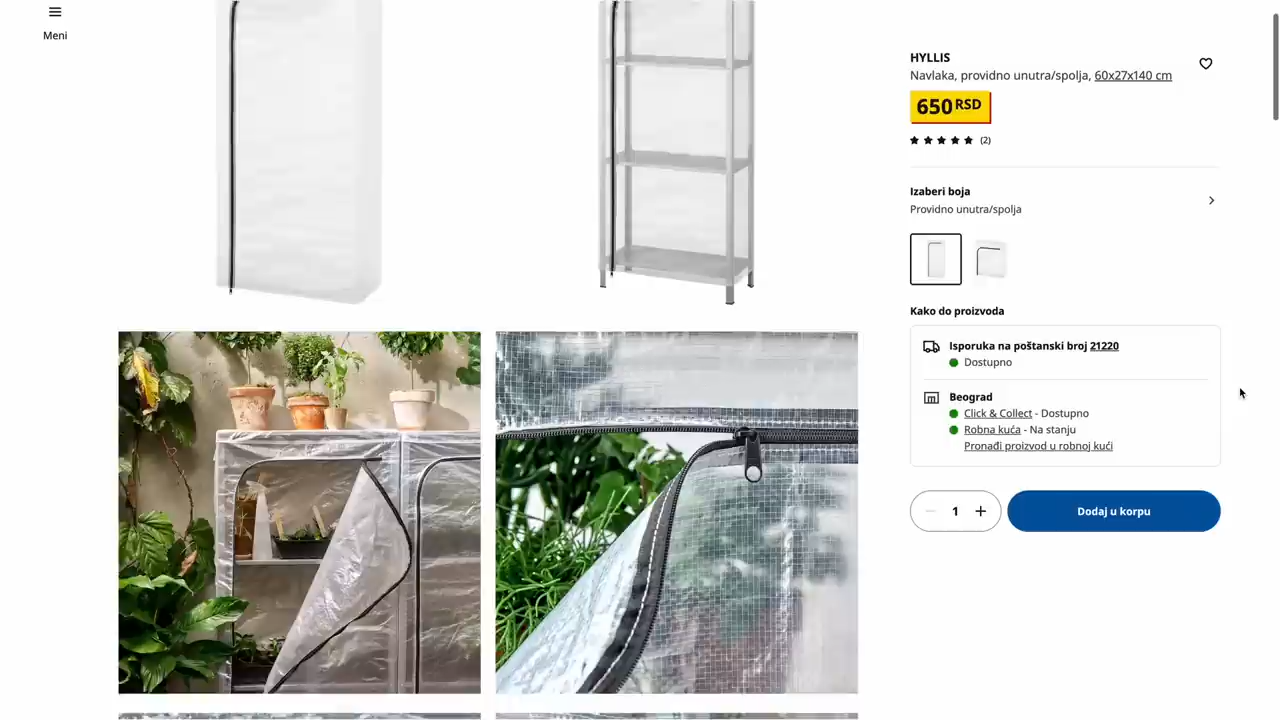 Meni
HYLLIS
Navlaka, providno unutra/spolja, 60x27x140 cm
650 RSD
(2)
Izaberi boja
Providno unutra/spolja
Kako do proizvoda
Isporuka na poštanski broj 21220
Dostupno
Beograd
Click & Collect - Dostupno
Robna kuća - Na stanju
Pronađi proizvod u robnoj kući
1
Dodaj u korpu